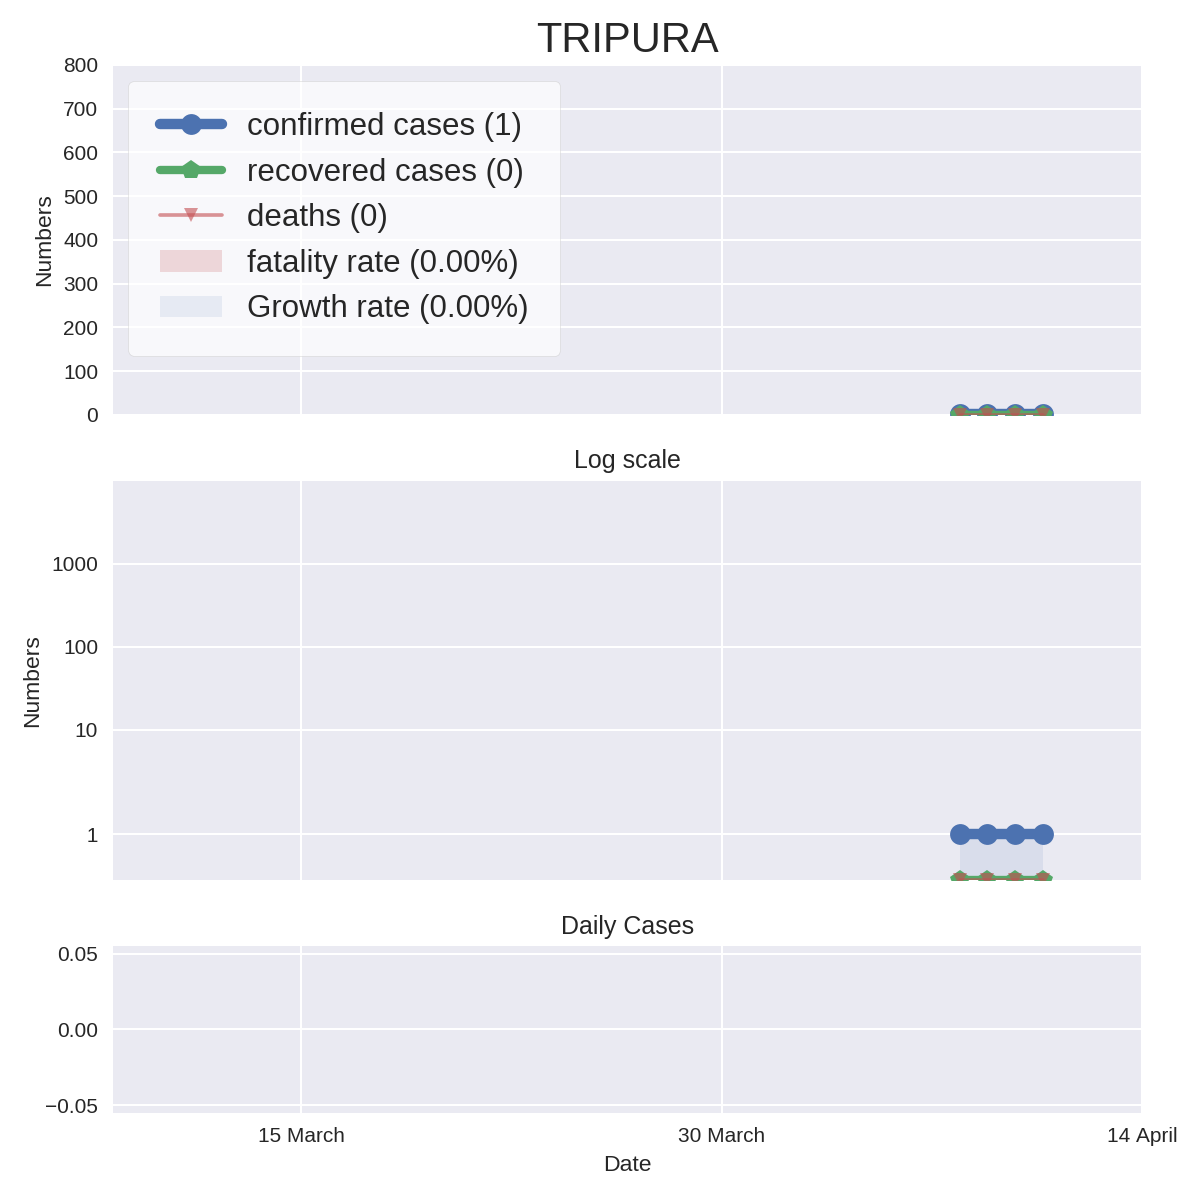 TRIPURA
800
700
600
500
400
300
200
100
0
Numbers
confirmed cases (1)
recovered cases (0)
deaths (0)
fatality rate (0.00%)
Growth rate (0.00%)
Log scale
1000
100
10
1
Numbers
Daily Cases
0.05
0.00
−0.05
15 March
30 March
14 April
Date